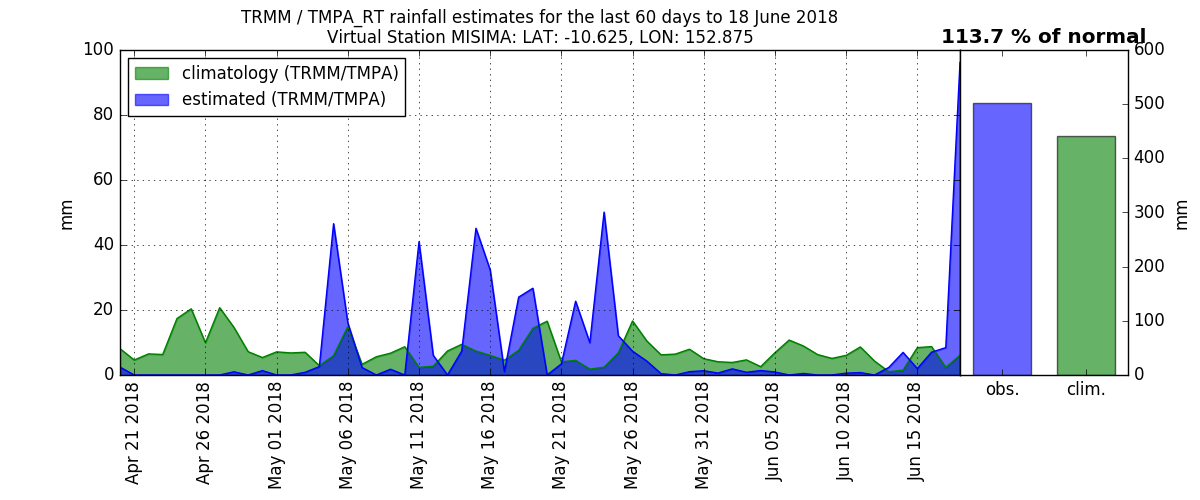 TRMM / TMPA_RT rainfall estimates for the last 60 days to 18 June 2018
Virtual Station MISIMA: LAT: -10.625, LON: 152.875
113.7 % of normal
climatology (TRMM/TMPA)
estimated (TRMM/TMPA)
mm
100
80
60
40
20
0
Apr 21 2018
Apr 26 2018
May 01 2018
May 06 2018
May 11 2018
May 16 2018
May 21 2018
May 26 2018
May 31 2018
Jun 05 2018
Jun 10 2018
Jun 15 2018
obs.
clim.
600
500
400
300
200
100
0
mm